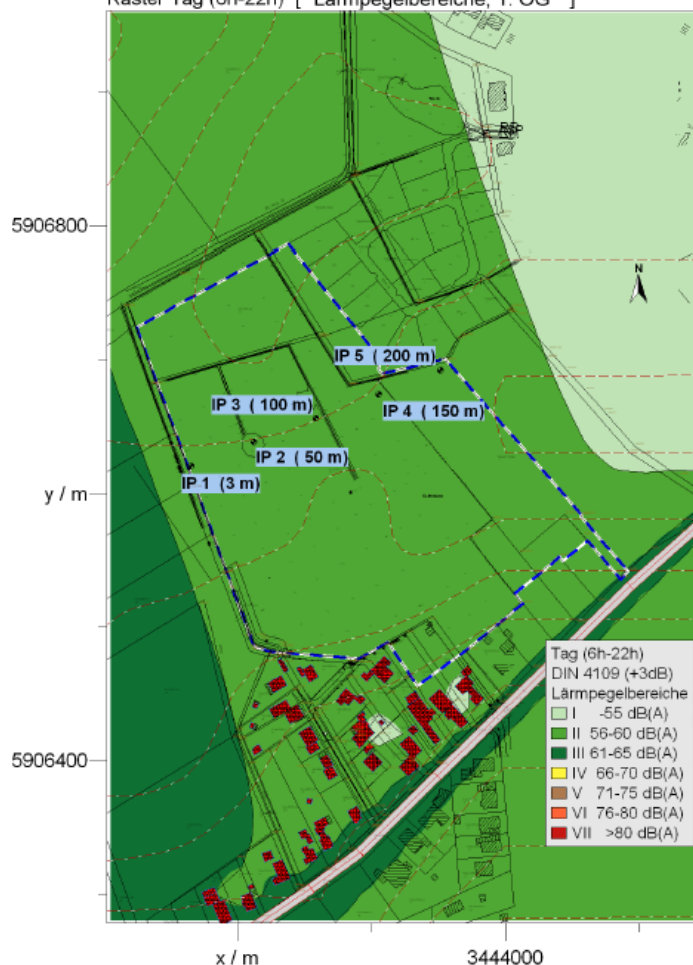 Raster Tag (6h-22h) [ "Lärmpegelbereiche, 1. OG" ]
5906800
N
IP 5 ( 200 m)
IP 3 ( 100 m)
IP 4 ( 150 m)
IP 2 ( 50 m)
IP 1 (3 m)
y / m
Tag (6h-22h)
DIN 4109 (+3dB)
Lärmpegelbereiche
I -55 dB(A)
II 56-60 dB(A)
III 61-65 dB(A)
IV 66-70 dB(A)
V 71-75 dB(A)
VI 76-80 dB(A)
VII >80 dB(A)
5906400
x / m
3444000